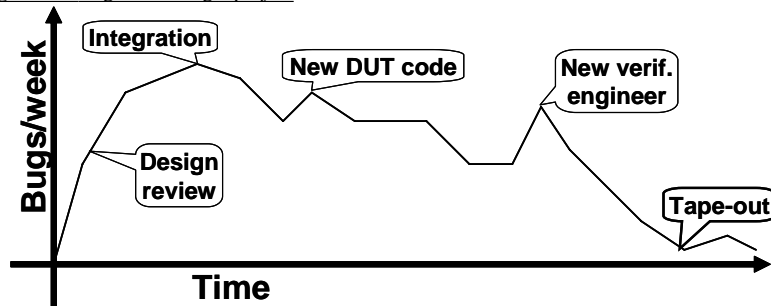 Integration
New DUT code
New verif.
engineer
Bugs/week
Design
review
Tape-out
Time